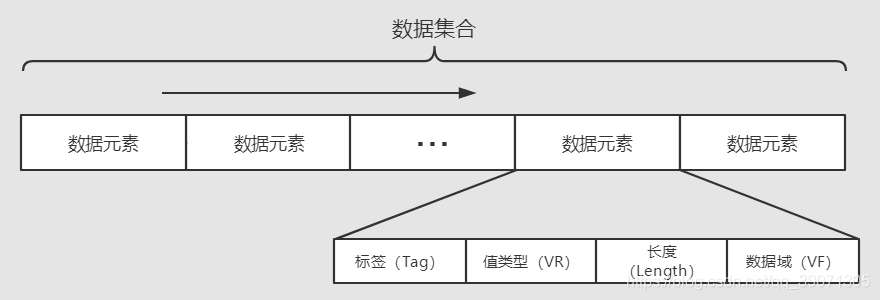 数据集合
数据元素
数据元素
···
数据元素
数据元素
标签（Tag）
值类型（VR）
长度
（Length）
数据域（VF）
https://blog.csdn.net/qq_39071305